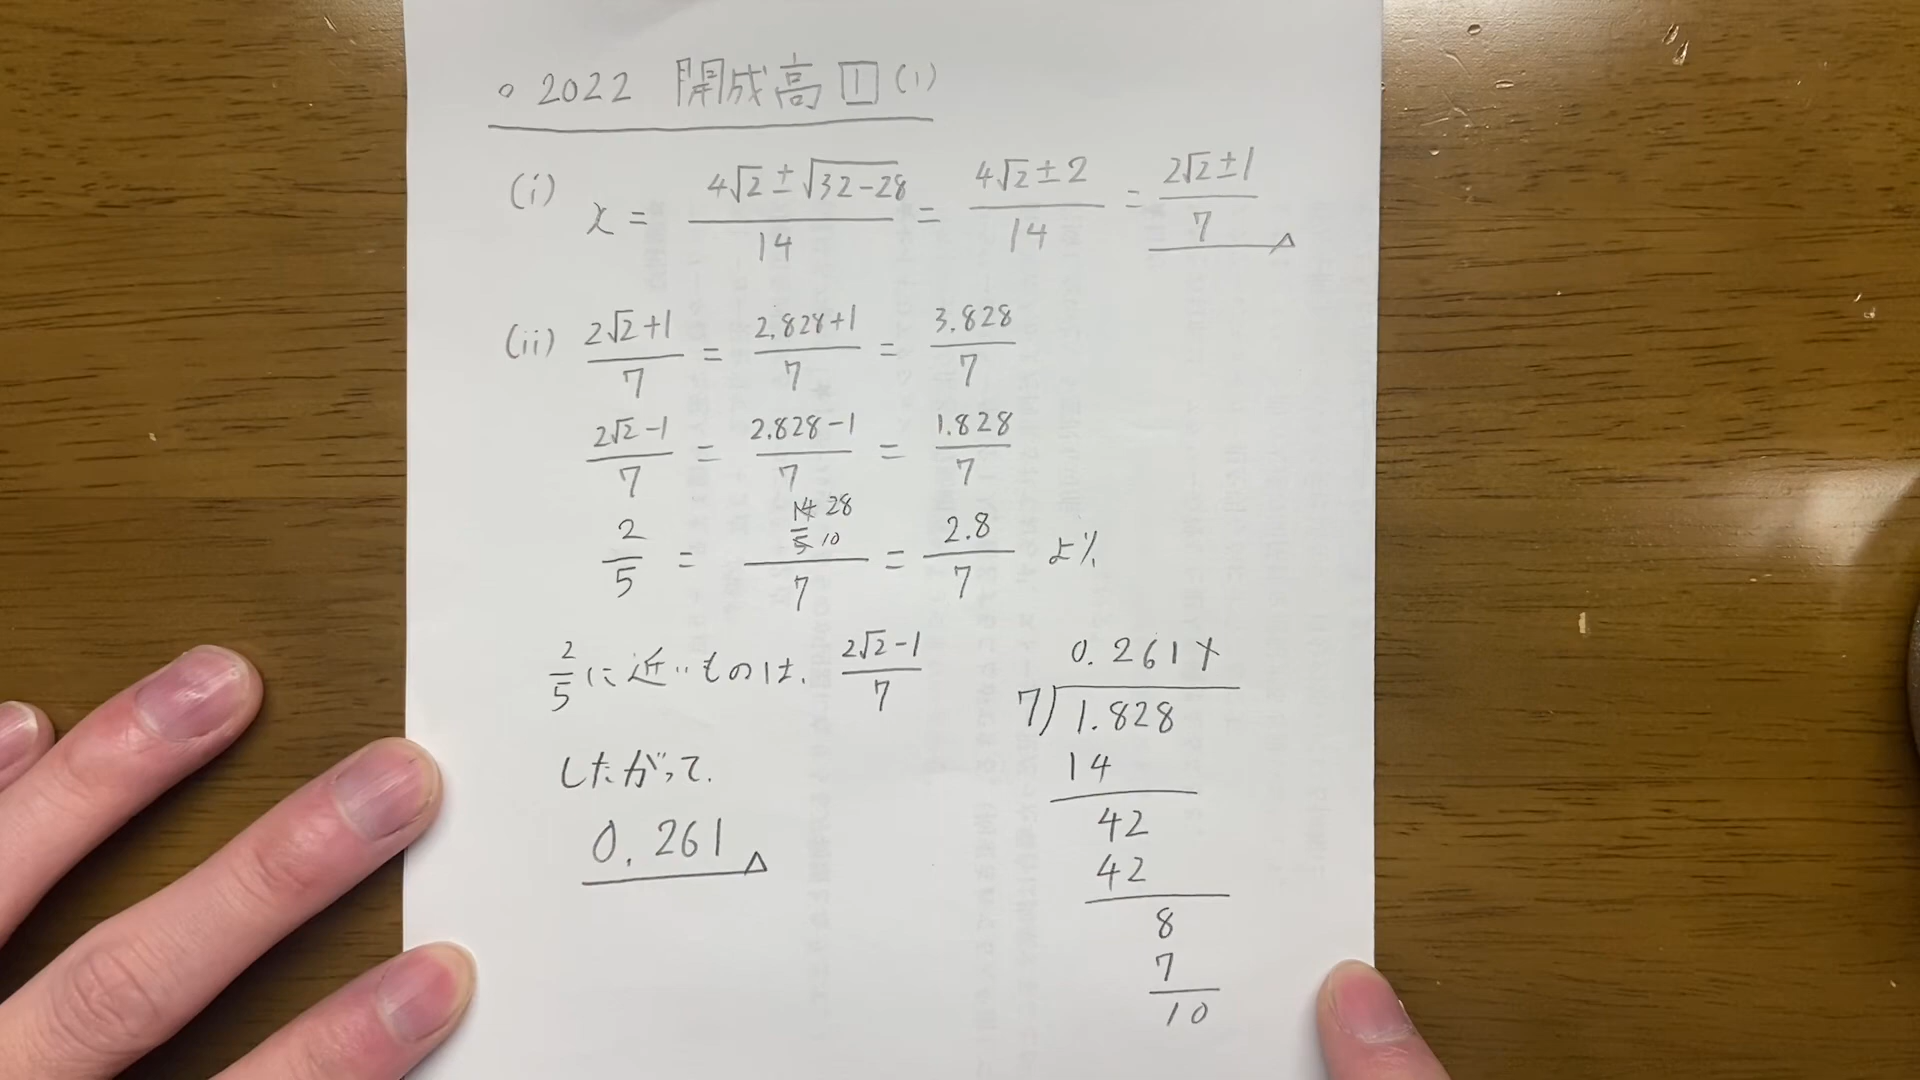 ○ 2022 開成高 1 (1)
(i) x = (4√2 ± √32-28)/14 = (4√2 ± 2)/14 = (2√2 ± 1)/7
(ii) (2√2+1)/7 = (2.828+1)/7 = 3.828/7
(2√2-1)/7 = (2.828-1)/7 = 1.828/7
2/5 = (14/5 28/10)/7 = 2.8/7 より
2/5に近いものは、(2√2-1)/7
したがって、
0.261
0.261
7)1.828
14
42
42
8
7
10